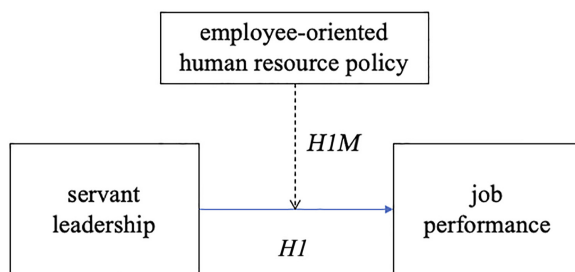 employee-oriented
human resource policy
H1M
servant
leadership
job
performance
H1